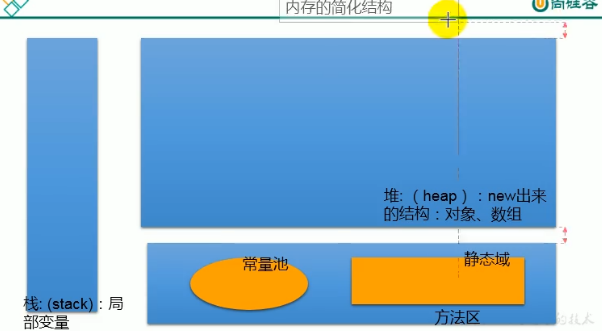 内存的简化结构
尚硅谷
堆:（heap）：new出来
的结构：对象、数组
常量池
静态域
栈: (stack)：局
部变量
方法区